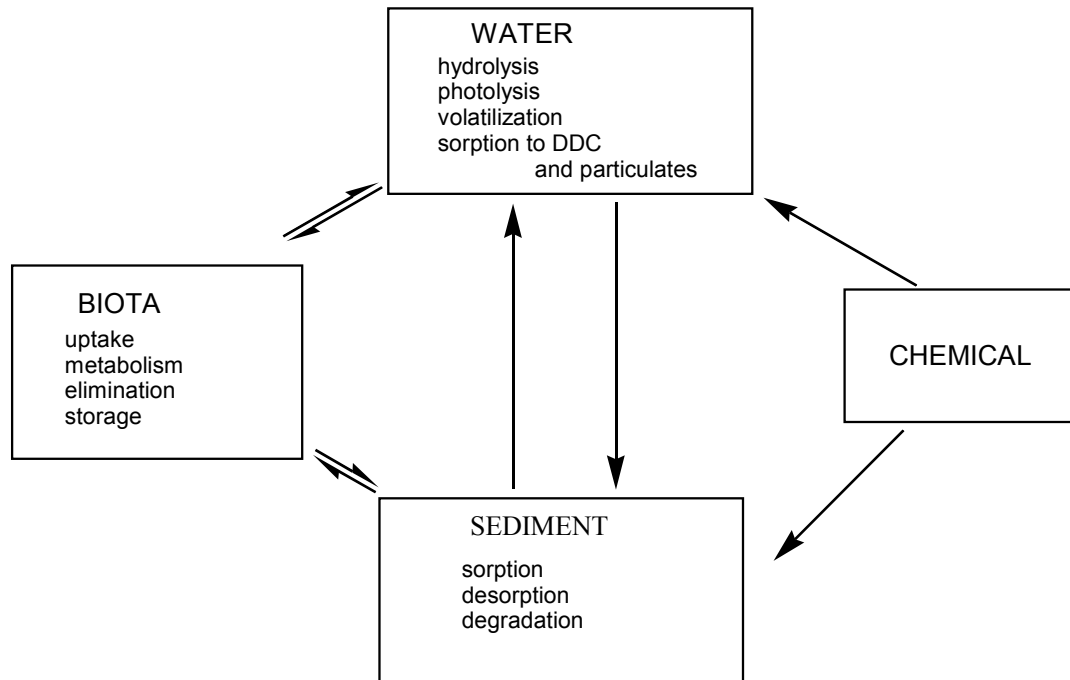 WATER
hydrolysis
photolysis
volatilization
sorption to DDC
and particulates
BIOTA
uptake
metabolism
elimination
storage
CHEMICAL
SEDIMENT
sorption
desorption
degradation